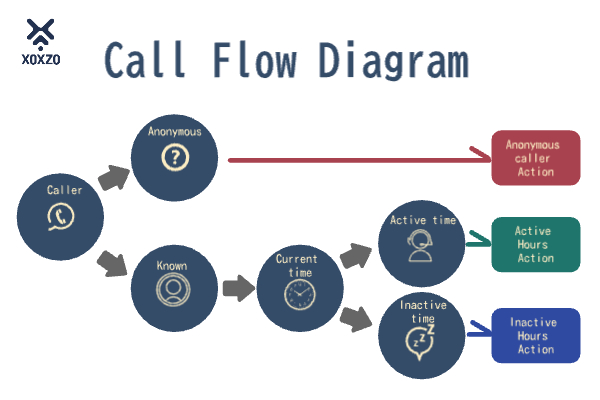 XOXZO
Call Flow Diagram
Anonymous
?
Anonymous
caller
Action
Caller
Active time
Active
Hours
Action
Known
Current
time
Inactive
time
z z Z
Inactive
Hours
Action